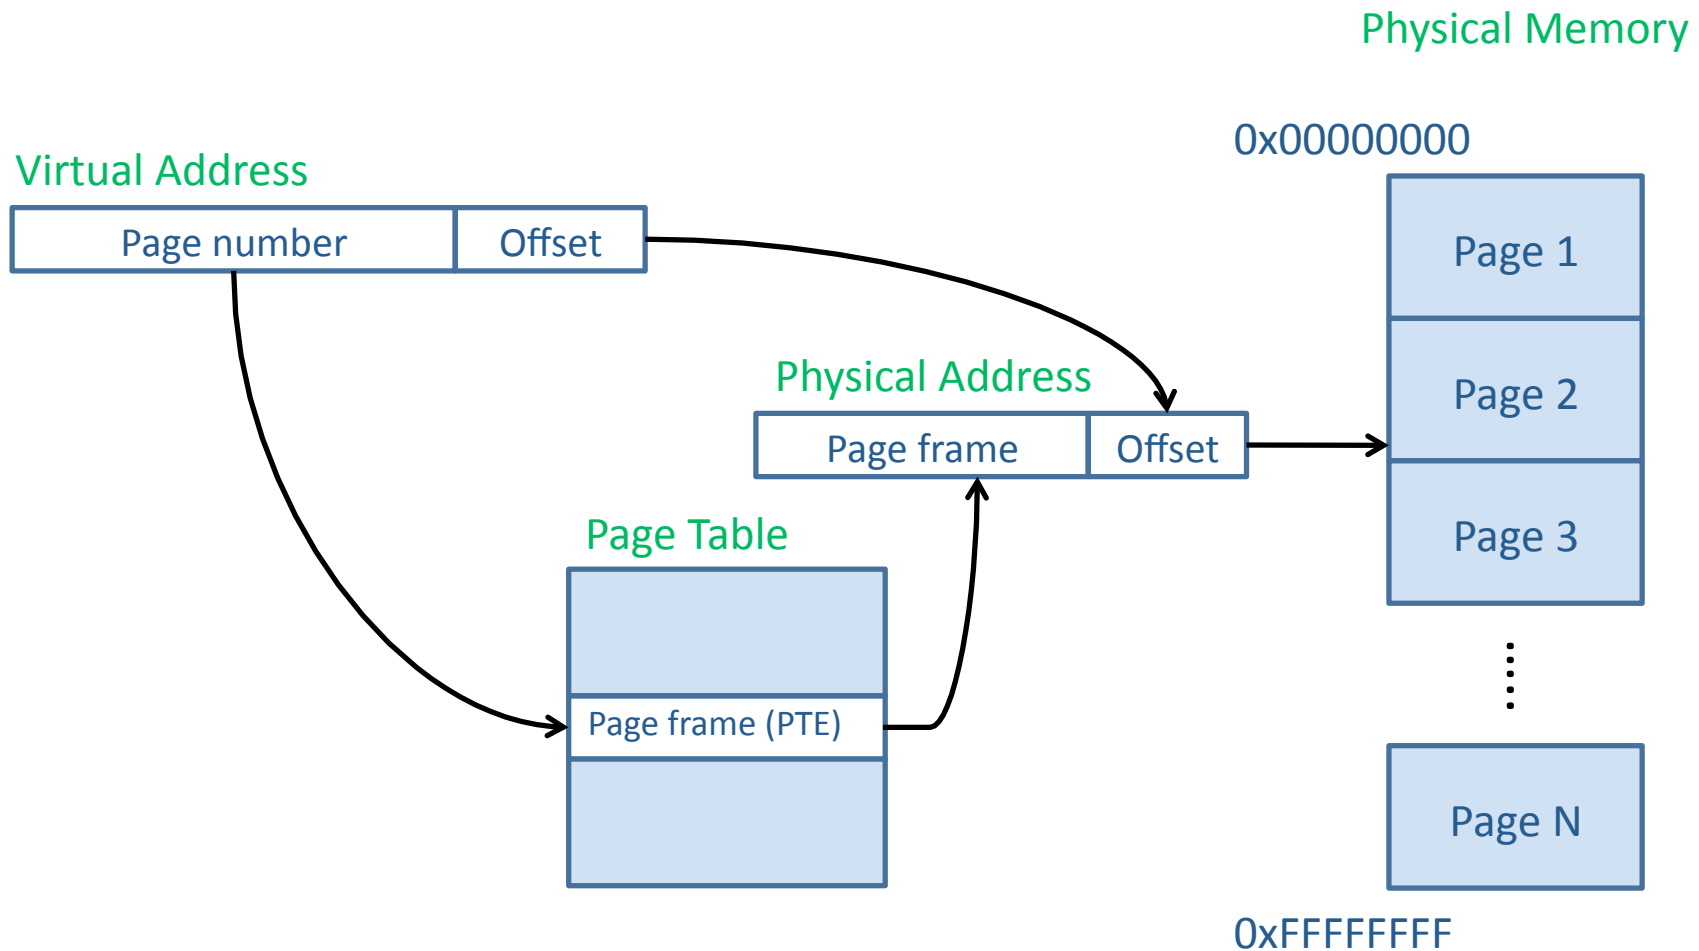 Physical Memory
0x00000000
Virtual Address
Page number
Offset
Page 1
Physical Address
Page 2
Page frame
Offset
Page Table
Page 3
Page frame (PTE)
Page N
0xFFFFFFFF